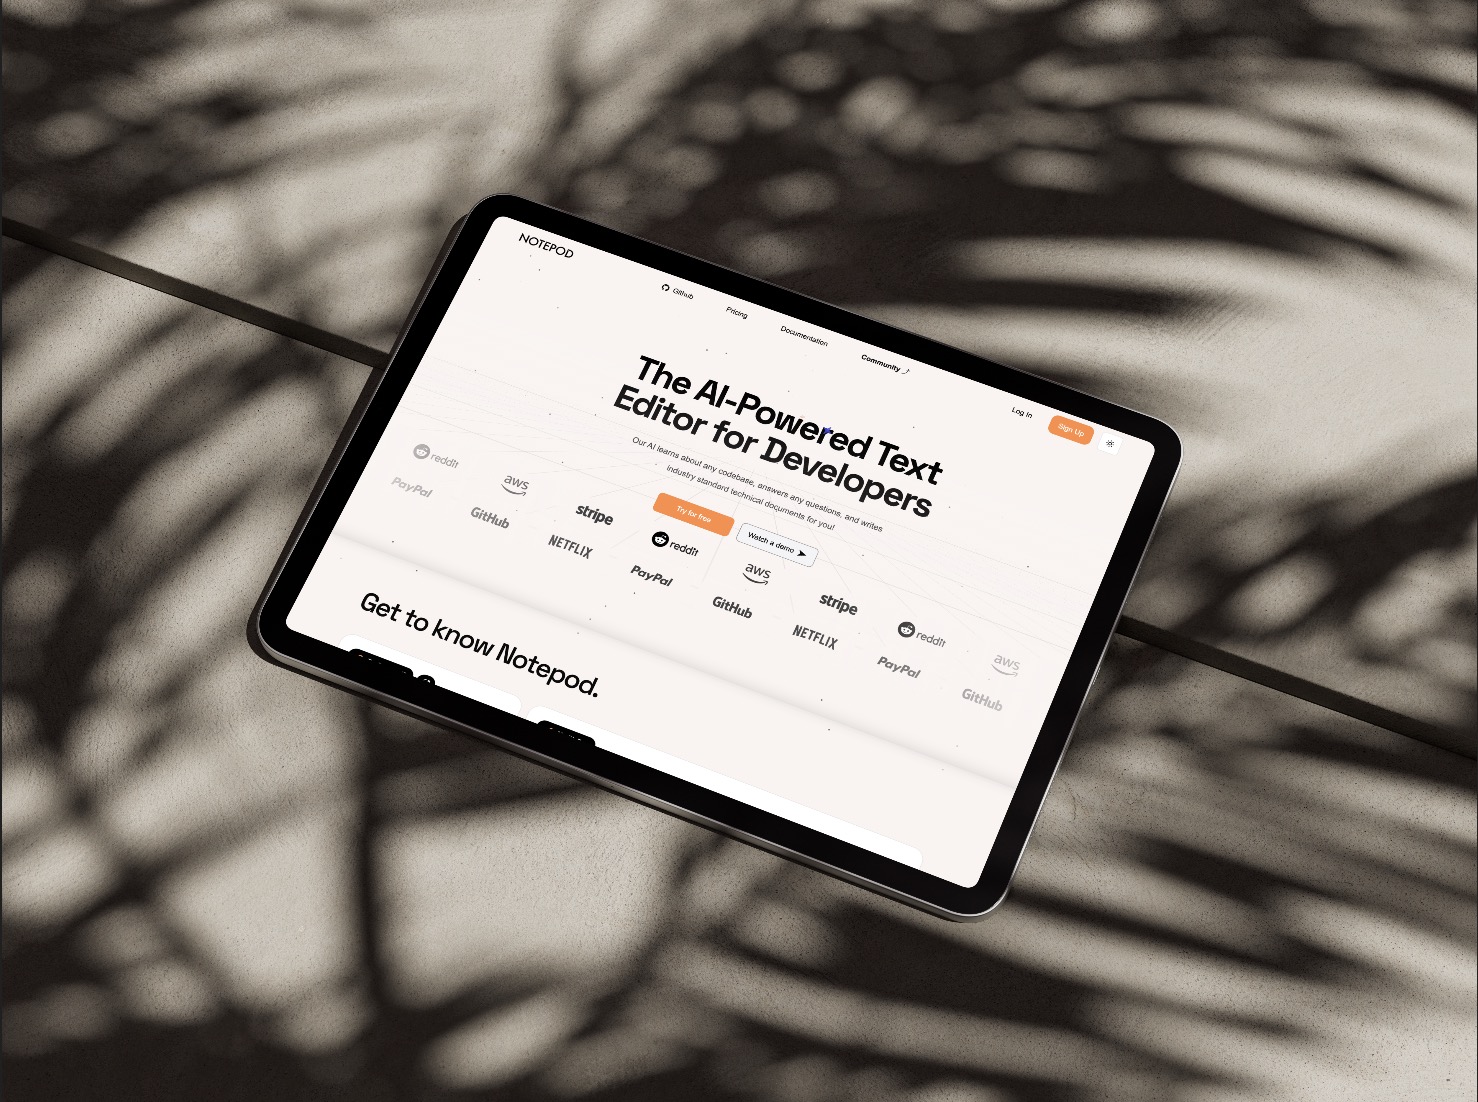 NOTEPOD
Github
Pricing
Documentation
Community
Log In
Sign Up
The AI-Powered Text
Editor for Developers
Our AI learns about any codebase, answers any questions, and writes
industry standard technical documents for you!
Try for free
Watch a demo
reddit
aws
stripe
reddit
aws
stripe
reddit
aws
PayPal
GitHub
NETFLIX
PayPal
GitHub
NETFLIX
PayPal
GitHub
Get to know Notepod.